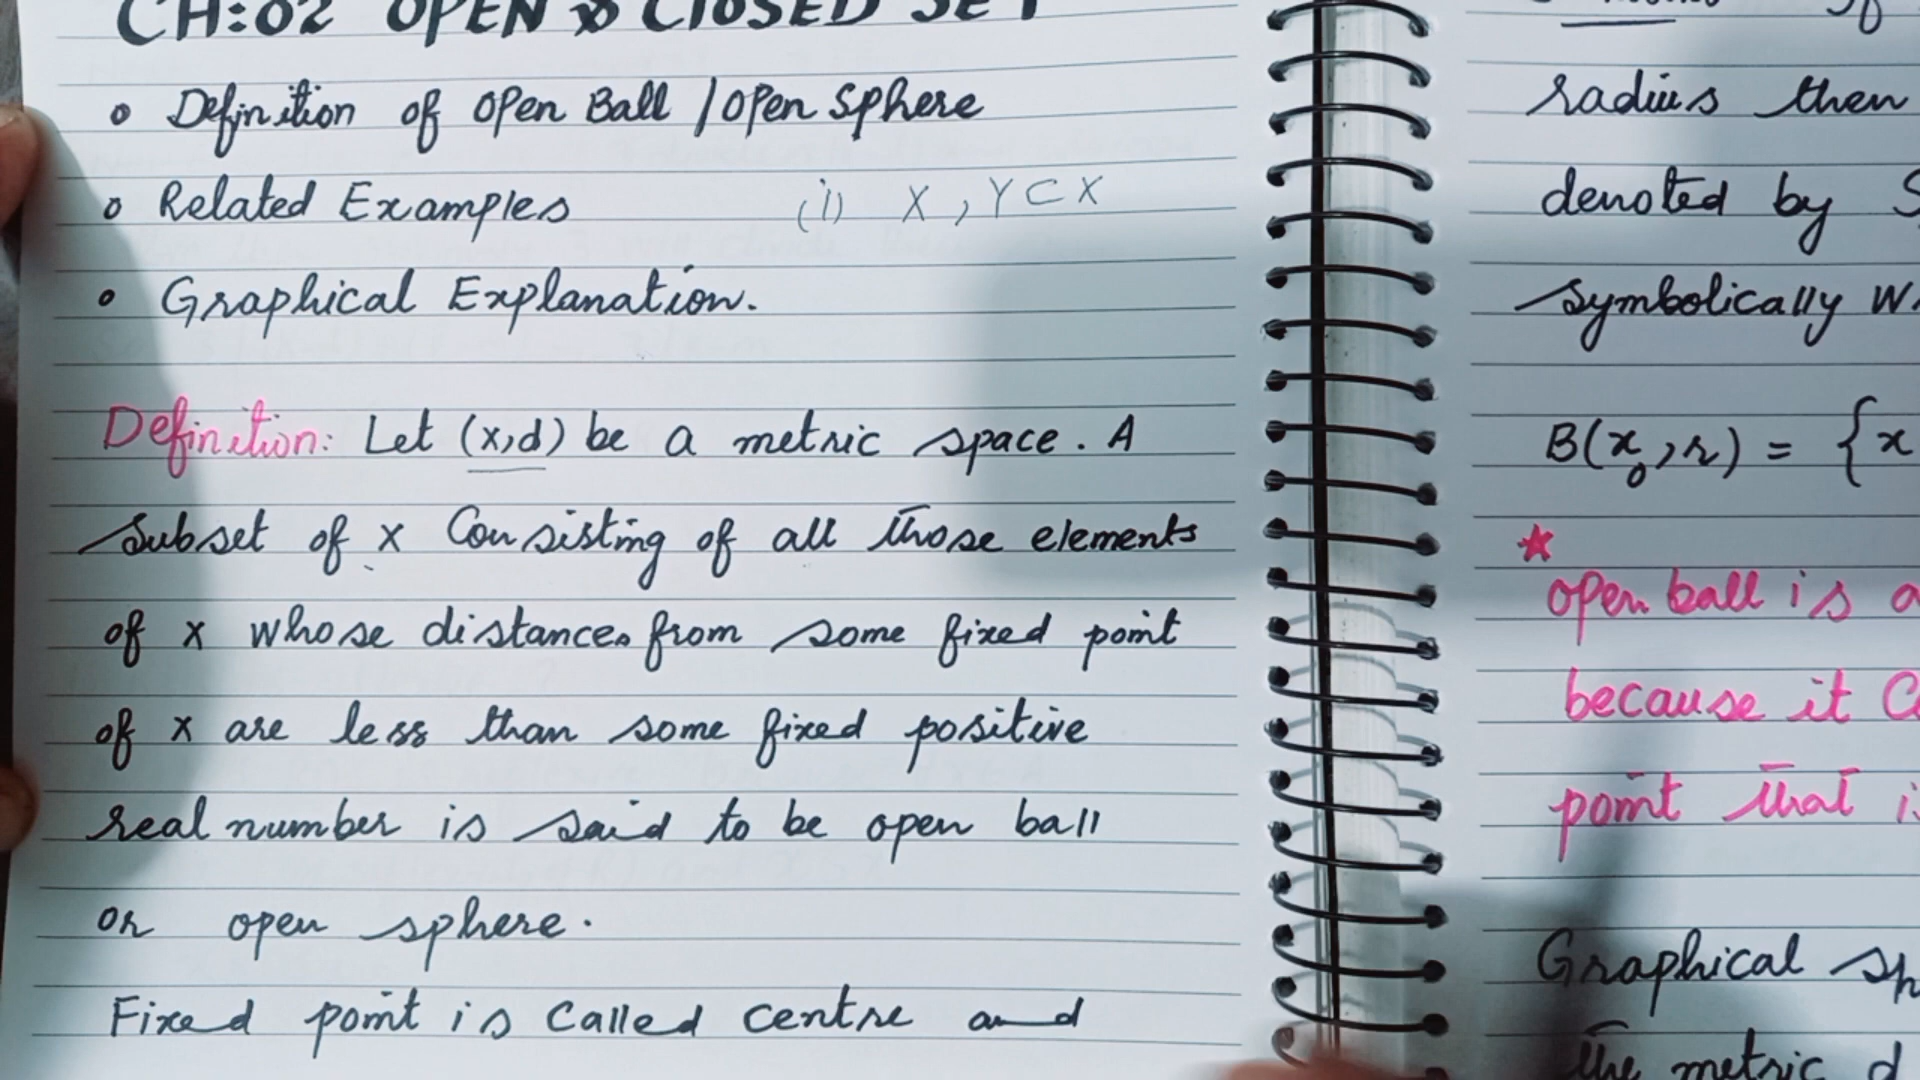 CH:02 OPEN & CLOSED SET
o Definition of open Ball / open sphere
o Related Examples (i) X, Y⊂X
o Graphical Explanation.
Definition: Let (x,d) be a metric space. A
subset of x Consisting of all those elements
of x whose distances from some fixed point
of x are less than some fixed positive
real number is said to be open ball
or open sphere.
Fixed point is Called centre and
of
radius then
denoted by S
symbolically
B(x₀,r) = {x
★
open ball is a
because it
point that
Graphical
the metric d